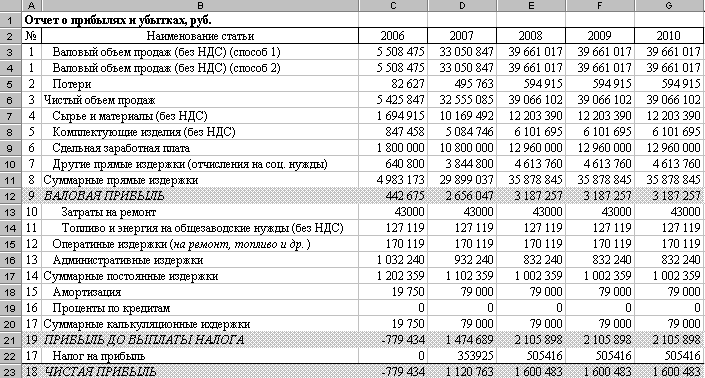 A B C D E F G
1 Отчет о прибылях и убытках, руб.
2 № Наименование статьи 2006 2007 2008 2009 2010
3 1 Валовый объем продаж (без НДС) (способ 1) 5 508 475 33 050 847 39 661 017 39 661 017 39 661 017
4 1 Валовый объем продаж (без НДС) (способ 2) 5 508 475 33 050 847 39 661 017 39 661 017 39 661 017
5 2 Потери 82 627 495 763 594 915 594 915 594 915
6 3 Чистый объем продаж 5 425 847 32 555 085 39 066 102 39 066 102 39 066 102
7 4 Сырье и материалы (без НДС) 1 694 915 10 169 492 12 203 390 12 203 390 12 203 390
8 5 Комплектующие изделия (без НДС) 847 458 5 084 746 6 101 695 6 101 695 6 101 695
9 6 Сдельная заработная плата 1 800 000 10 800 000 12 960 000 12 960 000 12 960 000
10 7 Другие прямые издержки (отчисления на соц. нужды) 640 800 3 844 800 4 613 760 4 613 760 4 613 760
11 8 Суммарные прямые издержки 4 983 173 29 899 037 35 878 845 35 878 845 35 878 845
12 9 ВАЛОВАЯ ПРИБЫЛЬ 442 675 2 656 047 3 187 257 3 187 257 3 187 257
13 10 Затраты на ремонт 43000 43000 43000 43000 43000
14 11 Топливо и энергия на общезаводские нужды (без НДС) 127 119 127 119 127 119 127 119 127 119
15 12 Оперативные издержки (на ремонт, топливо и др. ) 170 119 170 119 170 119 170 119 170 119
16 13 Административные издержки 1 032 240 932 240 832 240 832 240 832 240
17 14 Суммарные постоянные издержки 1 202 359 1 102 359 1 002 359 1 002 359 1 002 359
18 15 Амортизация 19 750 79 000 79 000 79 000 79 000
19 16 Проценты по кредитам 0 0 0 0 0
20 17 Суммарные калькуляционные ихдержки 19 750 79 000 79 000 79 000 79 000
21 19 ПРИБЫЛЬ ДО ВЫПЛАТЫ НАЛОГА -779 434 1 474 689 2 105 898 2 105 898 2 105 898
22 17 Налог на прибыль 0 353925 505416 505416 505416
23 18 ЧИСТАЯ ПРИБЫЛЬ -779 434 1 120 763 1 600 483 1 600 483 1 600 483